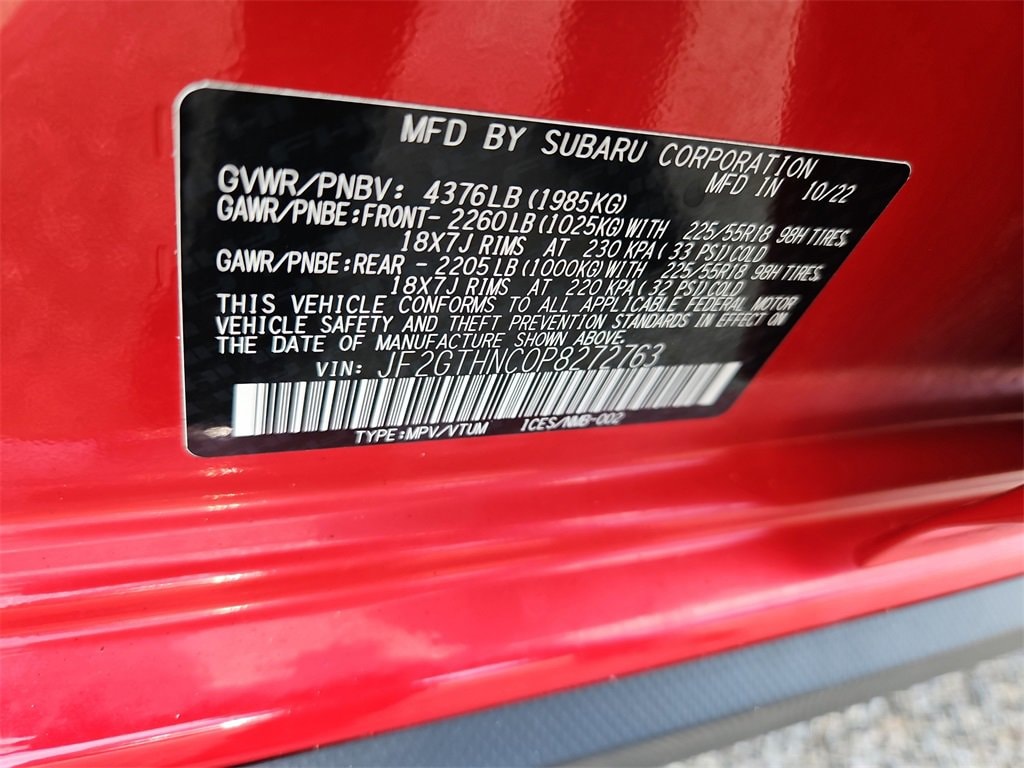 MFD BY SUBARU CORPORATION
MFD IN 10/22
GVWR/PNBV: 4376LB(1985KG)
GAWR/PNBE:FRONT- 2260LB(1025KG)WITH 225/55R18 98H TIRES,
18X7J RIMS AT 230 KPA(33 PSI)COLD
GAWR/PNBE:REAR - 2205LB(1000KG)WITH 225/55R18 98H TIRES,
18X7J RIMS AT 220 KPA(32 PSI)COLD
THIS VEHICLE CONFORMS TO ALL APPLICABLE FEDERAL MOTOR
VEHICLE SAFETY AND THEFT PREVENTION STANDARDS IN EFFECT ON
THE DATE OF MANUFACTURE SHOWN ABOVE.
VIN: JF2GTHNC0P8272763
TYPE:MPV/VTUM ICES/NMB-002